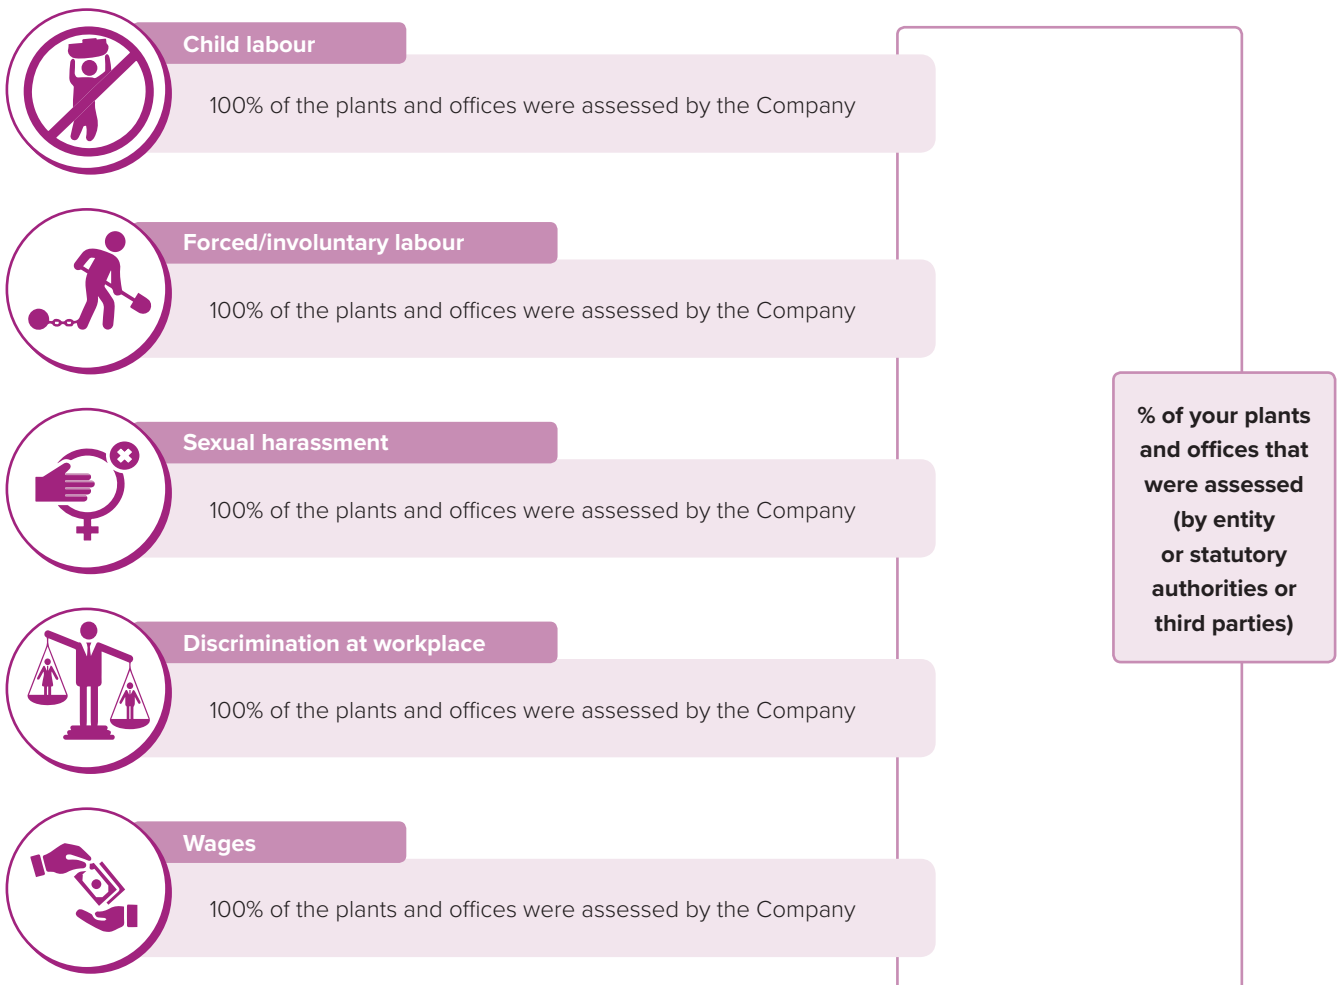 Child labour
100% of the plants and offices were assessed by the Company
Forced/involuntary labour
100% of the plants and offices were assessed by the Company
Sexual harassment
100% of the plants and offices were assessed by the Company
Discrimination at workplace
100% of the plants and offices were assessed by the Company
Wages
100% of the plants and offices were assessed by the Company
% of your plants
and offices that
were assessed
(by entity
or statutory
authorities or
third parties)